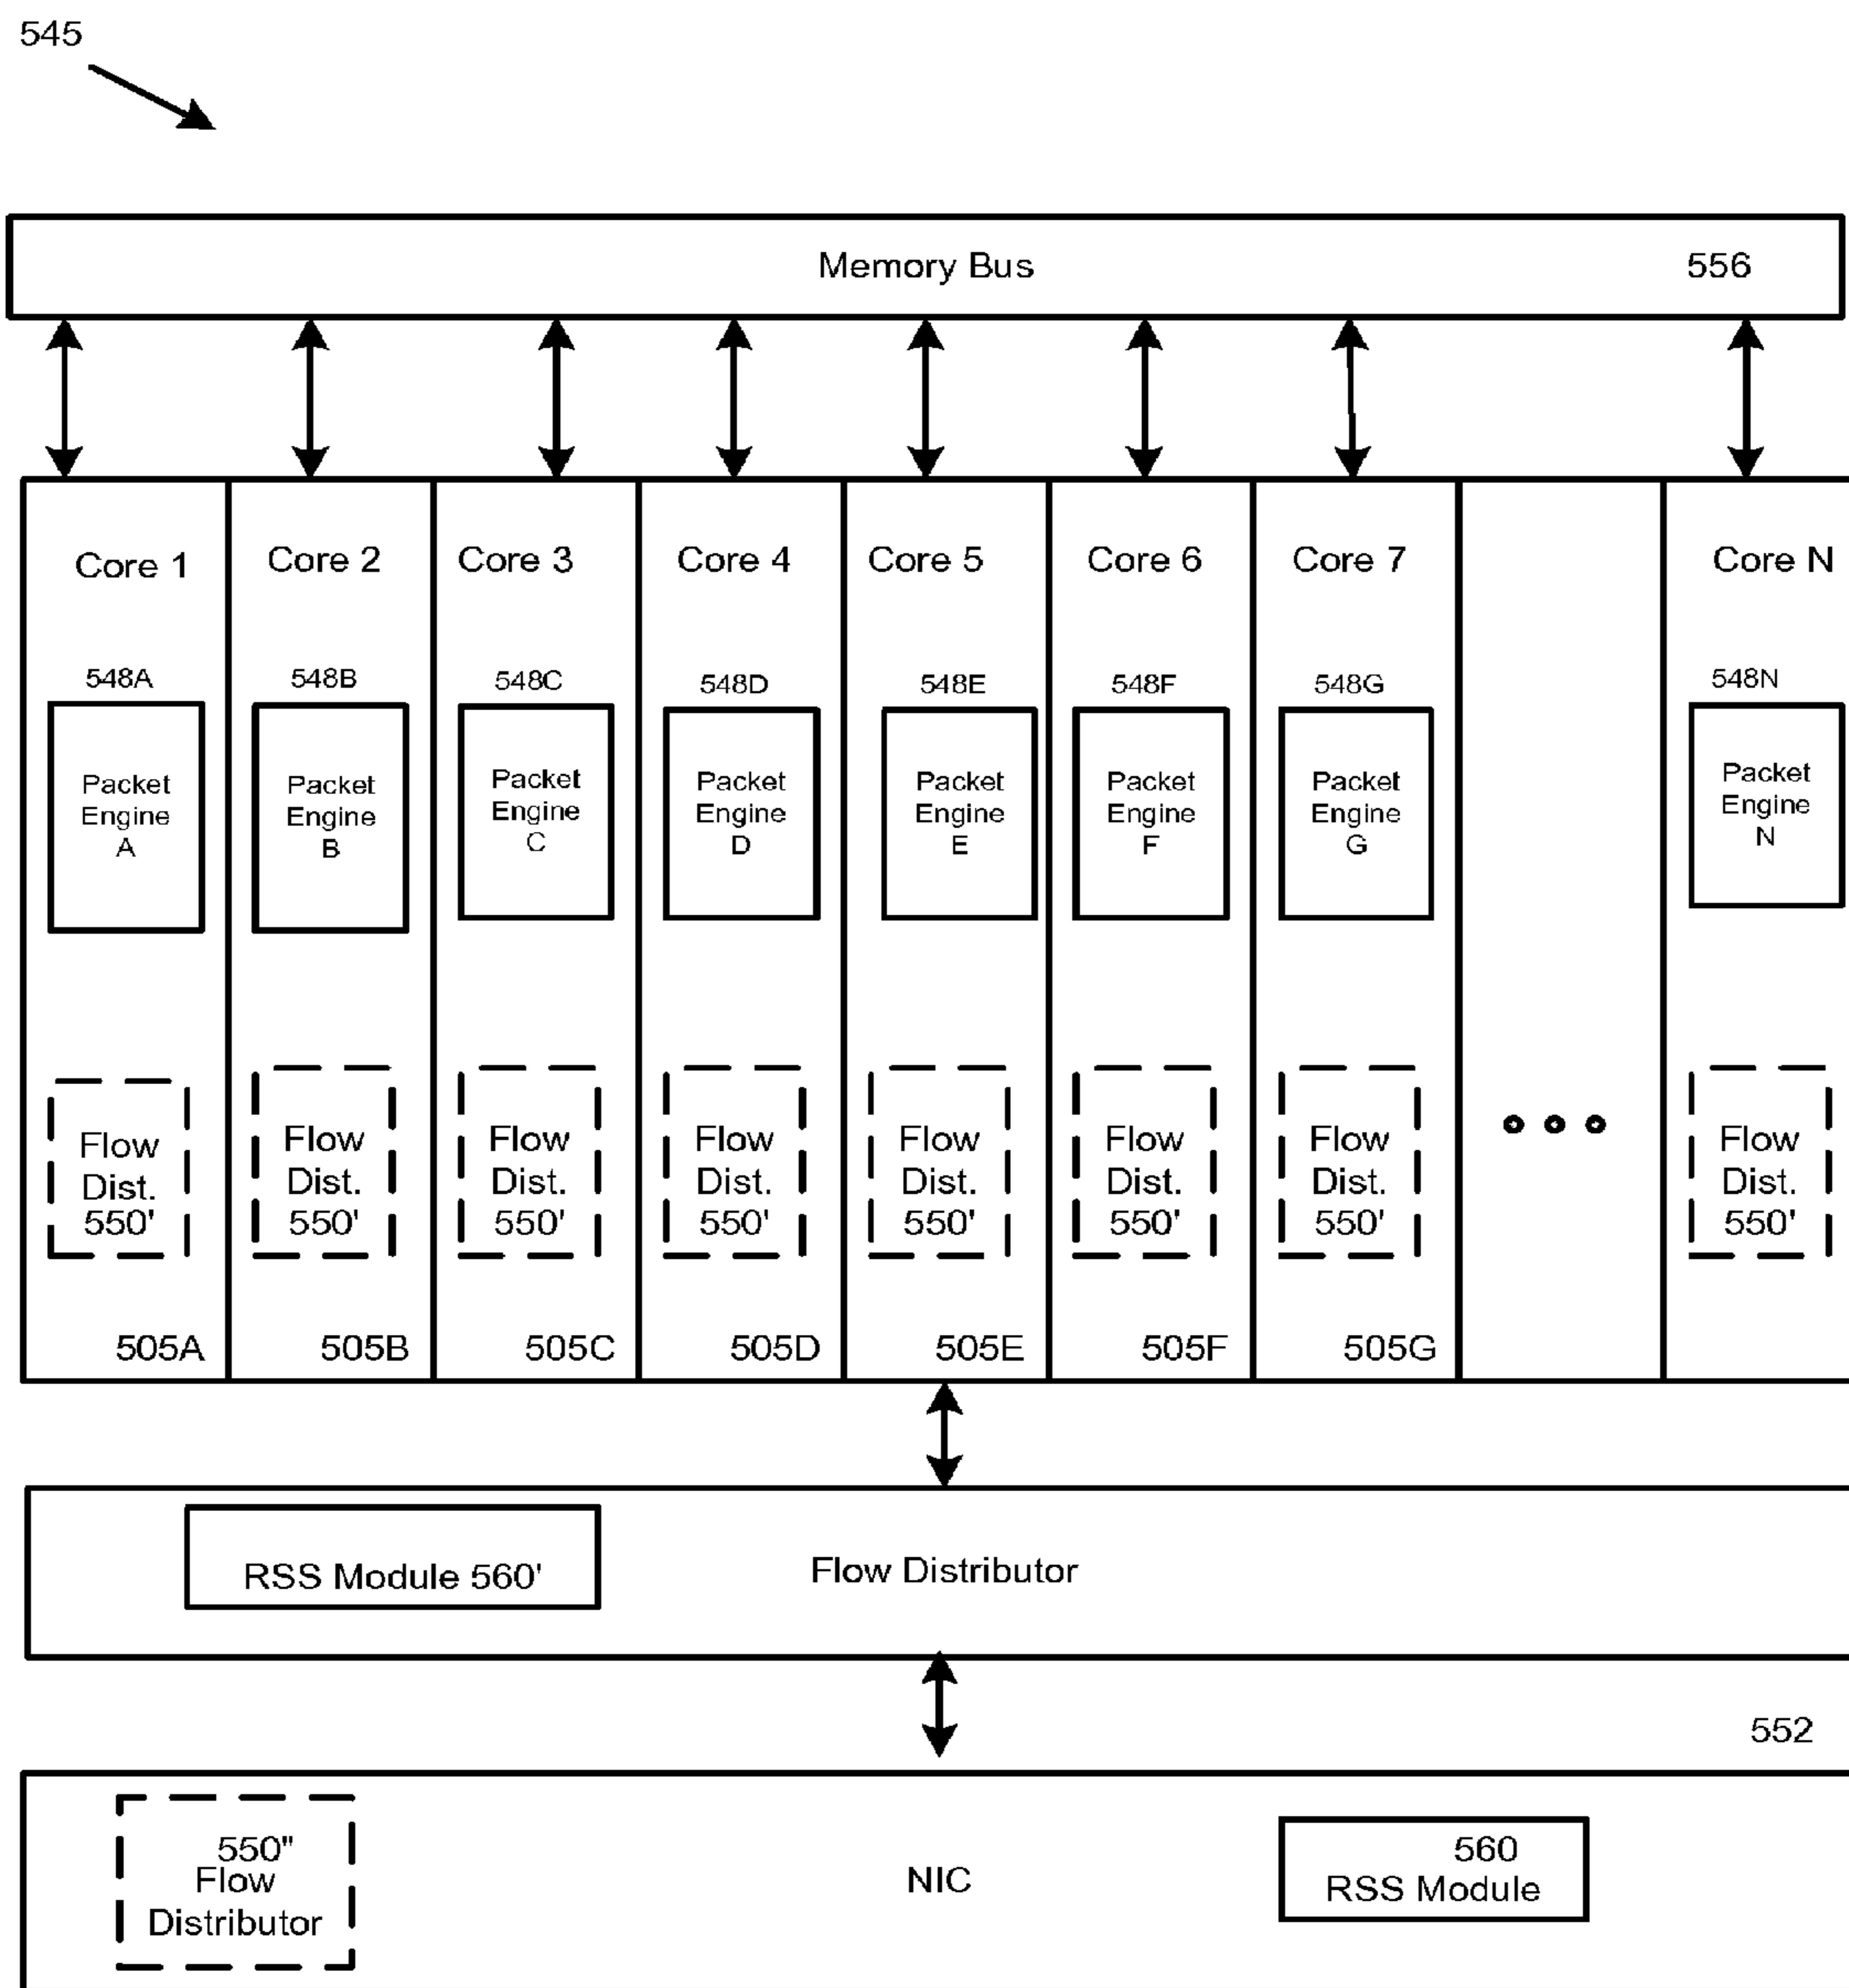 545
Memory Bus 556
Core 1 Core 2 Core 3 Core 4 Core 5 Core 6 Core 7 Core N
548A 548B 548C 548D 548E 548F 548G 548N
Packet Packet Packet Packet Packet Packet Packet Packet
Engine Engine Engine Engine Engine Engine Engine Engine
A B C D E F G N
Flow Flow Flow Flow Flow Flow Flow Flow
Dist. Dist. Dist. Dist. Dist. Dist. Dist. Dist.
550' 550' 550' 550' 550' 550' 550' 550'
505A 505B 505C 505D 505E 505F 505G
RSS Module 560' Flow Distributor
552
550" 560
Flow NIC RSS Module
Distributor